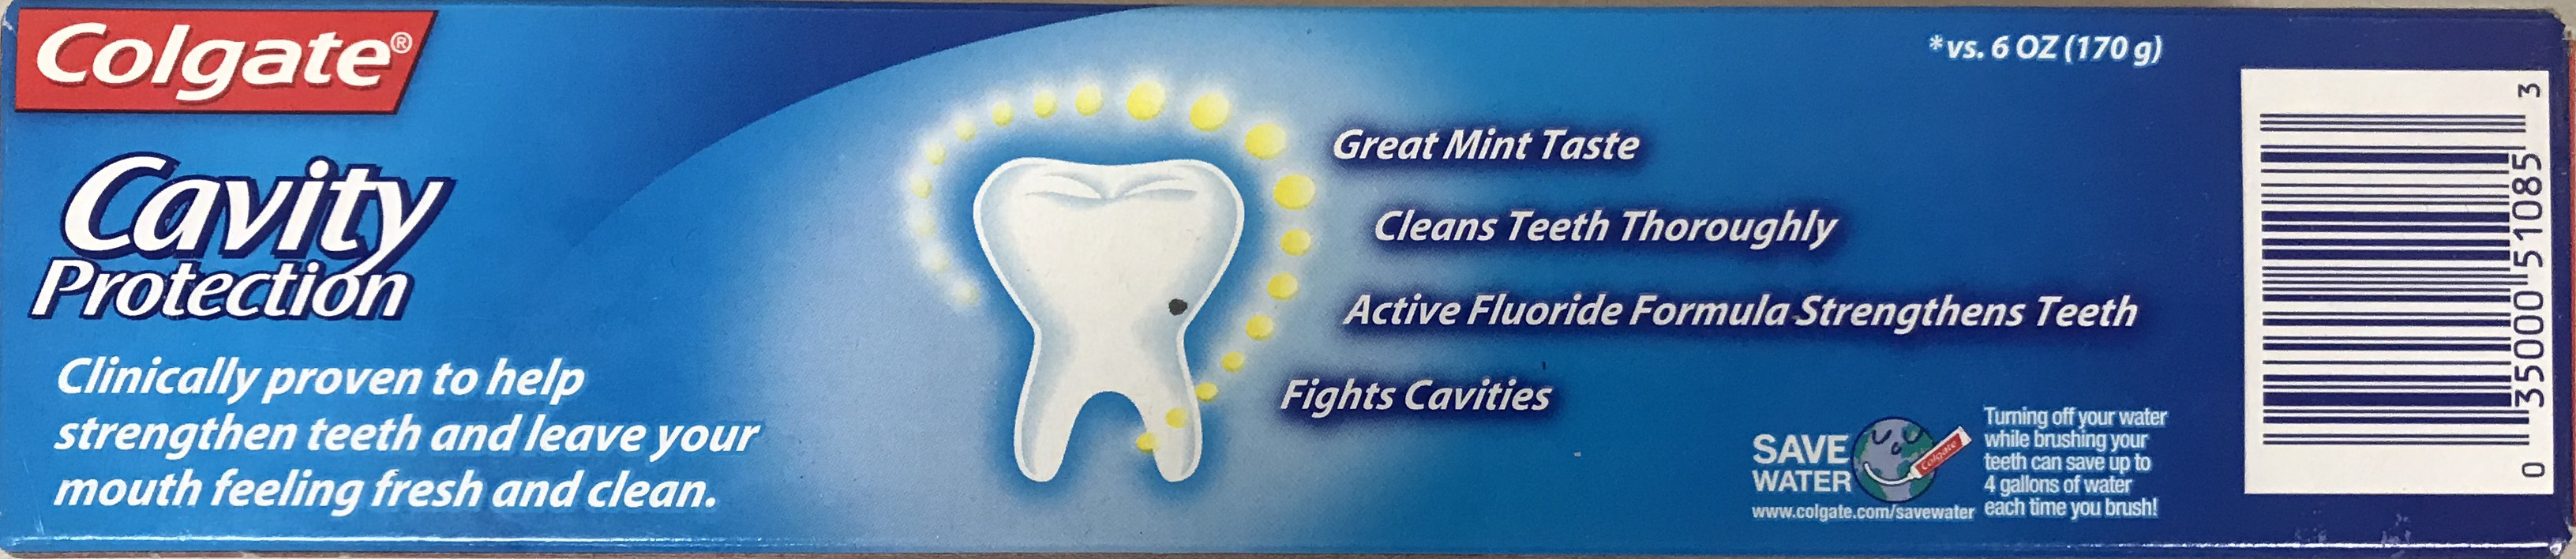 Colgate®
Cavity
Protection
Clinically proven to help
strengthen teeth and leave your
mouth feeling fresh and clean.
*vs. 6 OZ (170 g)
Great Mint Taste
Cleans Teeth Thoroughly
Active Fluoride Formula Strengthens Teeth
Fights Cavities
SAVE
WATER
www.colgate.com/savewater
Colgate
Turning off your water
while brushing your
teeth can save up to
4 gallons of water
each time you brush!
0 35000 51085 3